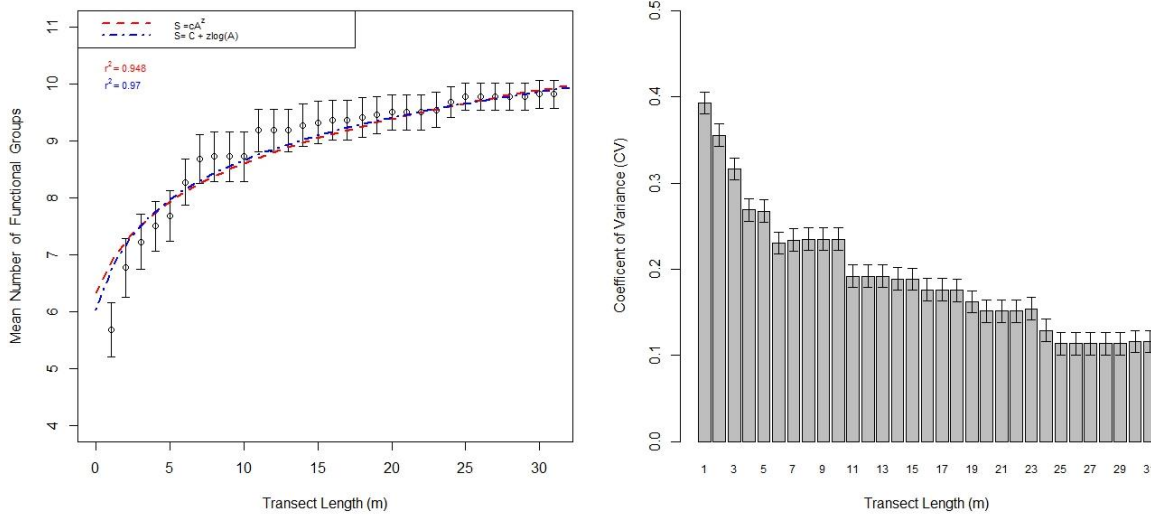 S =cA^z
S= C + zlog(A)
r² = 0.948
r² = 0.97
Mean Number of Functional Groups
11
10
9
8
7
6
5
4
0 5 10 15 20 25 30
Transect Length (m)
Coefficent of Variance (CV)
0.5
0.4
0.3
0.2
0.1
0.0
1 3 5 7 9 11 13 15 17 19 21 23 25 27 29 31
Transect Length (m)